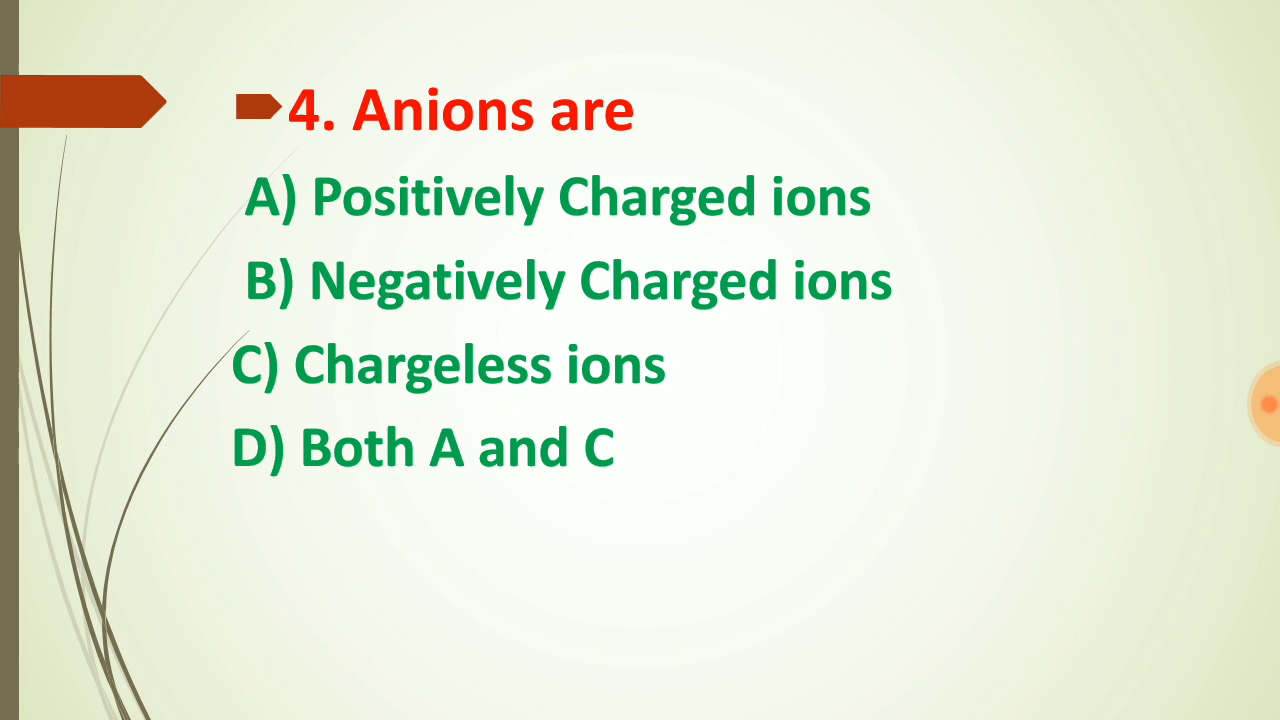 4. Anions are
A) Positively Charged ions
B) Negatively Charged ions
C) Chargeless ions
D) Both A and C